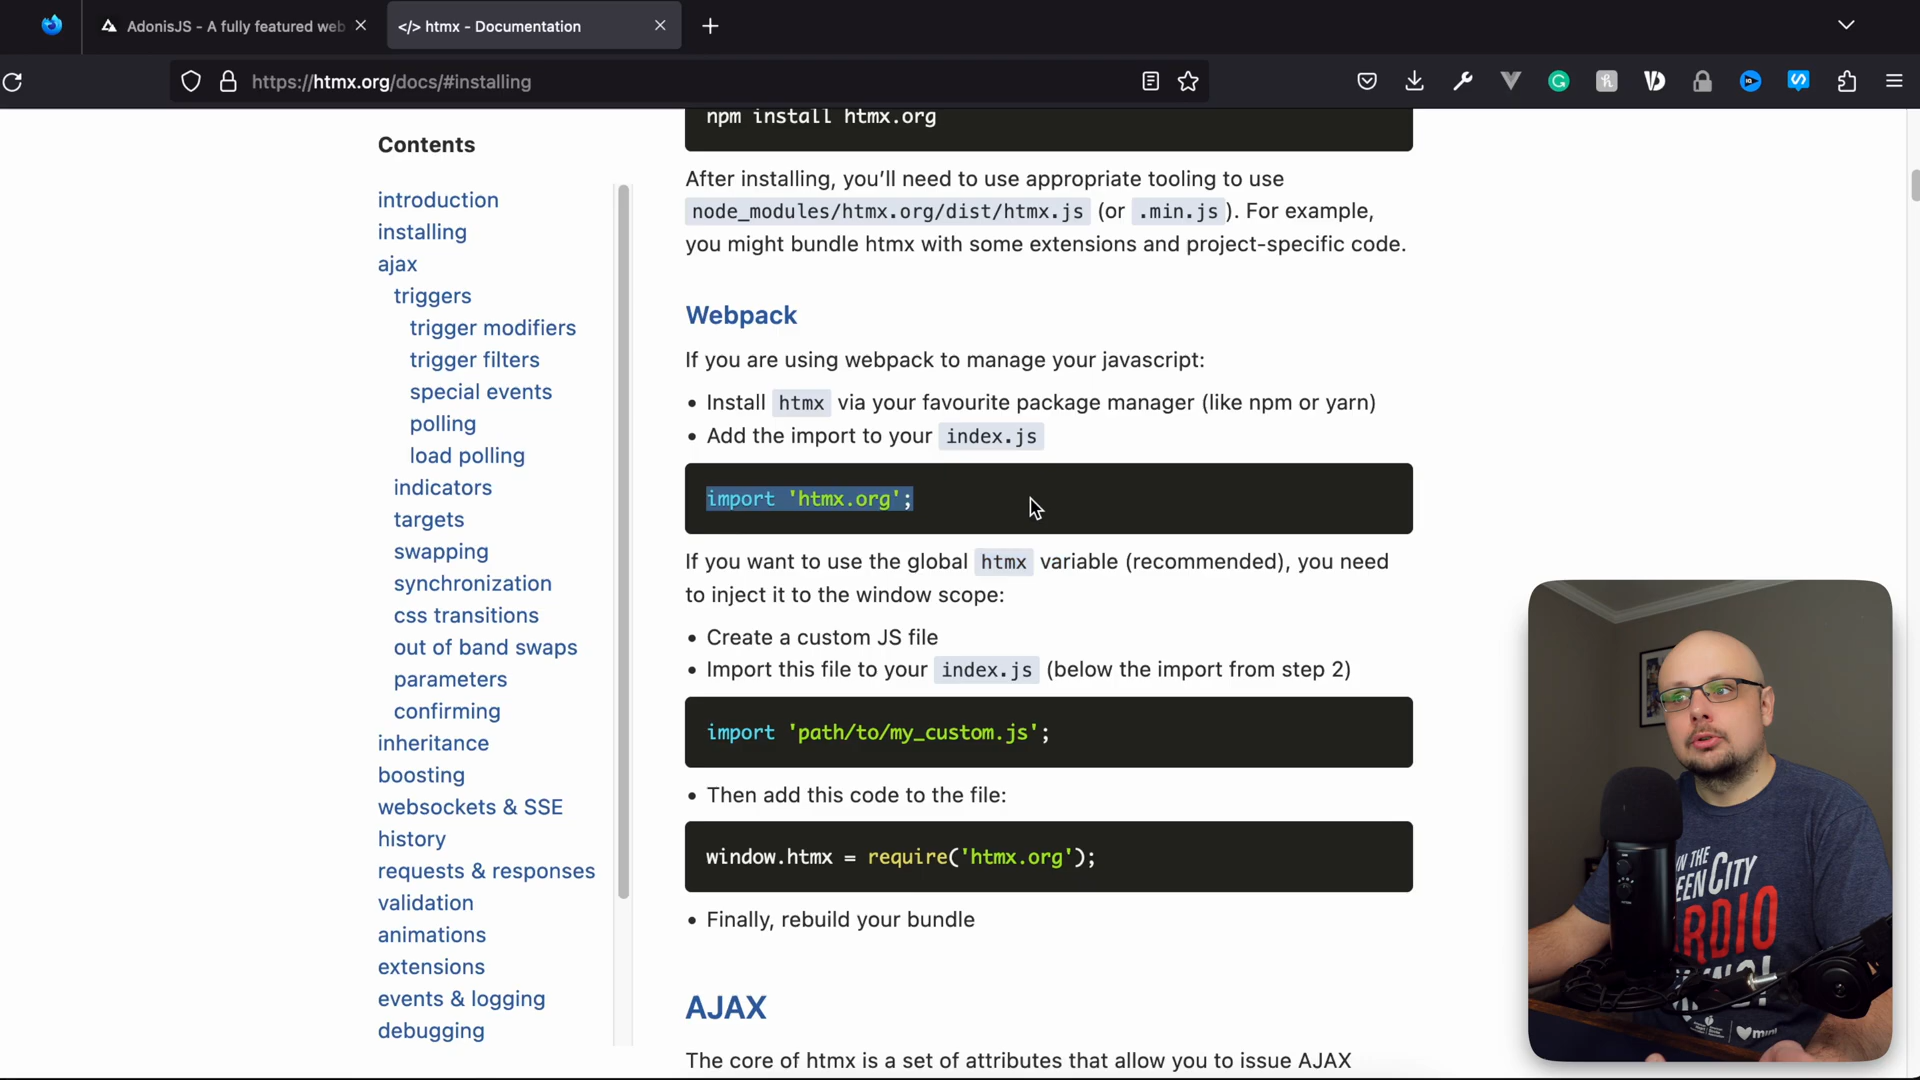 AdonisJS - A fully featured web
</> htmx - Documentation
https://htmx.org/docs/#installing
Contents
introduction
installing
ajax
triggers
trigger modifiers
trigger filters
special events
polling
load polling
indicators
targets
swapping
synchronization
css transitions
out of band swaps
parameters
confirming
inheritance
boosting
websockets & SSE
history
requests & responses
validation
animations
extensions
events & logging
debugging
npm install htmx.org
After installing, you’ll need to use appropriate tooling to use
node_modules/htmx.org/dist/htmx.js (or .min.js ). For example,
you might bundle htmx with some extensions and project-specific code.
Webpack
If you are using webpack to manage your javascript:
• Install htmx via your favourite package manager (like npm or yarn)
• Add the import to your index.js
import 'htmx.org';
If you want to use the global htmx variable (recommended), you need
to inject it to the window scope:
• Create a custom JS file
• Import this file to your index.js (below the import from step 2)
import 'path/to/my_custom.js';
• Then add this code to the file:
window.htmx = require('htmx.org');
• Finally, rebuild your bundle
AJAX
The core of htmx is a set of attributes that allow you to issue AJAX
IN THE
EEN CITY
RDIO